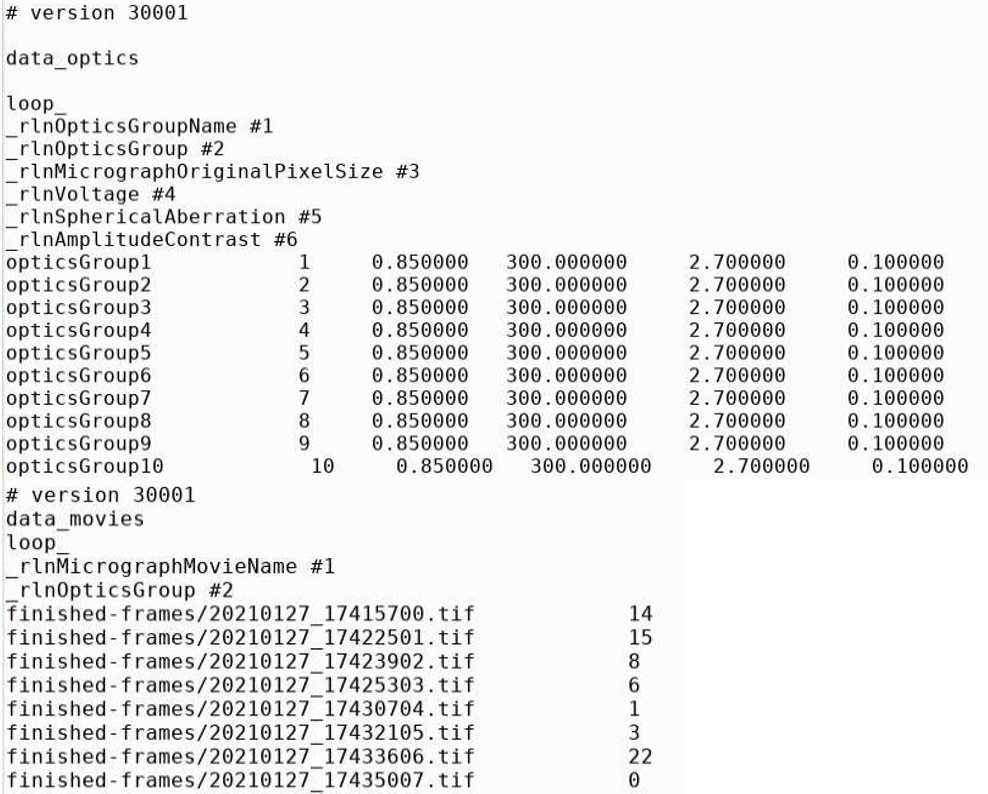 # version 30001
data_optics
loop_
_rlnOpticsGroupName #1
_rlnOpticsGroup #2
_rlnMicrographOriginalPixelSize #3
_rlnVoltage #4
_rlnSphericalAberration #5
_rlnAmplitudeContrast #6
opticsGroup1 1 0.850000 300.000000 2.700000 0.100000
opticsGroup2 2 0.850000 300.000000 2.700000 0.100000
opticsGroup3 3 0.850000 300.000000 2.700000 0.100000
opticsGroup4 4 0.850000 300.000000 2.700000 0.100000
opticsGroup5 5 0.850000 300.000000 2.700000 0.100000
opticsGroup6 6 0.850000 300.000000 2.700000 0.100000
opticsGroup7 7 0.850000 300.000000 2.700000 0.100000
opticsGroup8 8 0.850000 300.000000 2.700000 0.100000
opticsGroup9 9 0.850000 300.000000 2.700000 0.100000
opticsGroup10 10 0.850000 300.000000 2.700000 0.100000
# version 30001
data_movies
loop_
_rlnMicrographMovieName #1
_rlnOpticsGroup #2
finished-frames/20210127_17415700.tif 14
finished-frames/20210127_17422501.tif 15
finished-frames/20210127_17423902.tif 8
finished-frames/20210127_17425303.tif 6
finished-frames/20210127_17430704.tif 1
finished-frames/20210127_17432105.tif 3
finished-frames/20210127_17433606.tif 22
finished-frames/20210127_17435007.tif 0